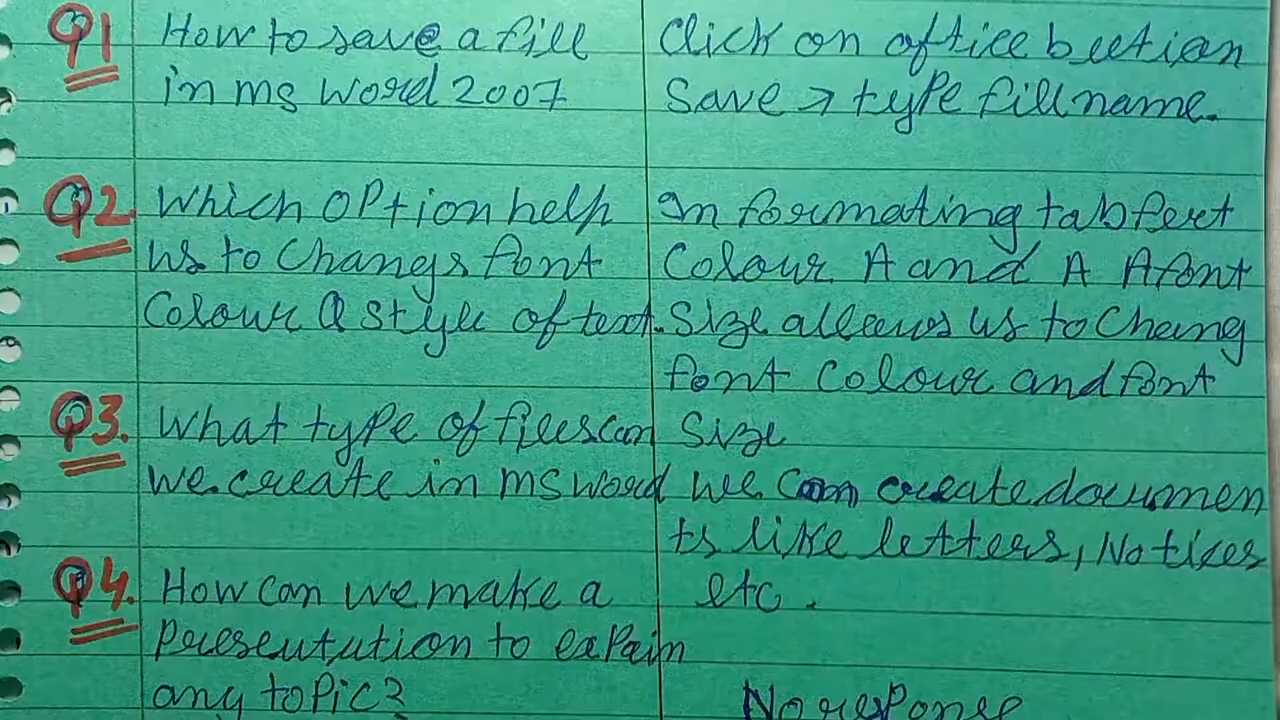 Q1 How to save a fill
in ms word 2007
Click on office buttian
Save → type fill name.
Q2. Which option help
us to Changs font
Colour & style of text.
In formating tab fert
Colour A and A A font
Size allows us to Chang
font Colour and font
Size
Q3. What type of files can
we create in MS word
we can create documen
ts like letters, Notices
etc.
Q4. How can we make a
presentution to expain
any topic?
No response